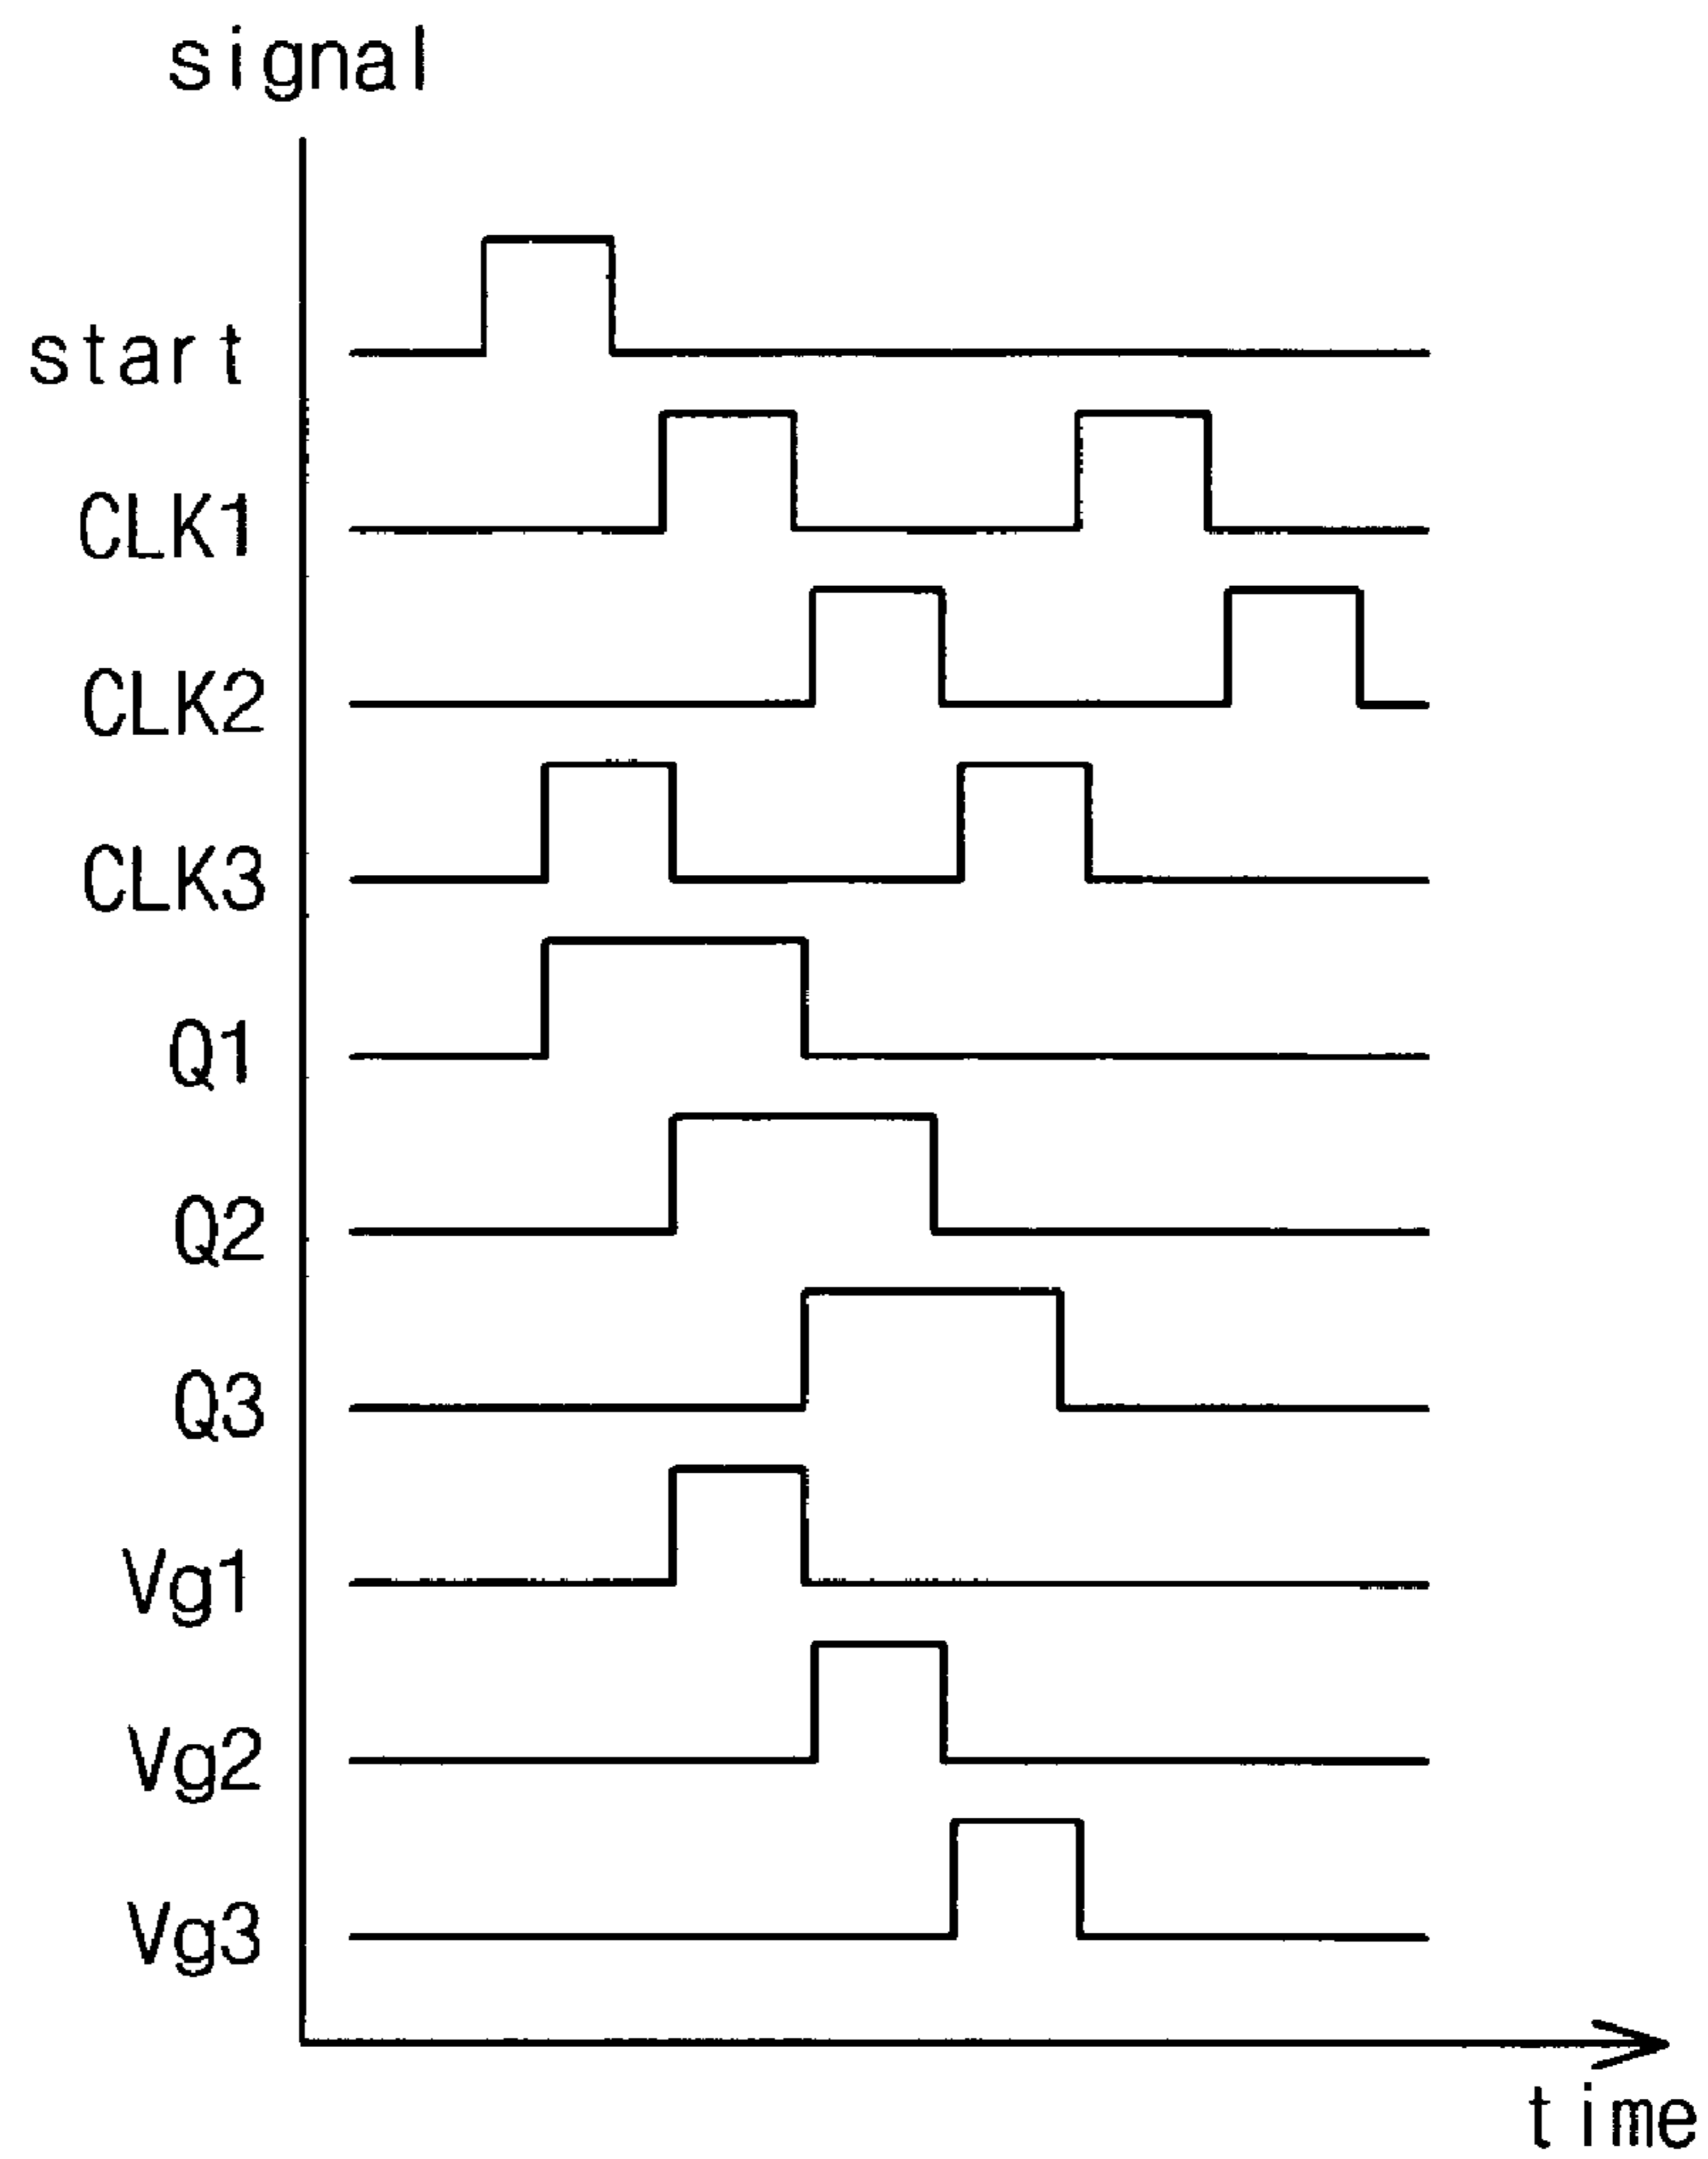 signal
start
CLK1
CLK2
CLK3
Q1
Q2
Q3
Vg1
Vg2
Vg3
time